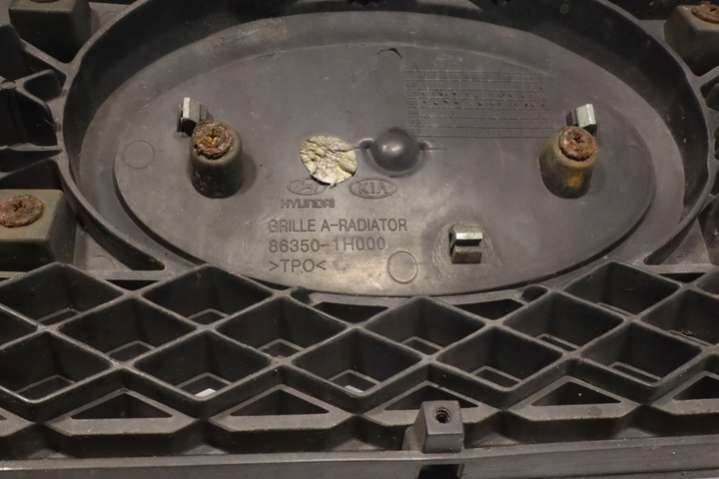 KIA
HYUNDAI
GRILLE A-RADIATOR
86350-1H000
>TPO<